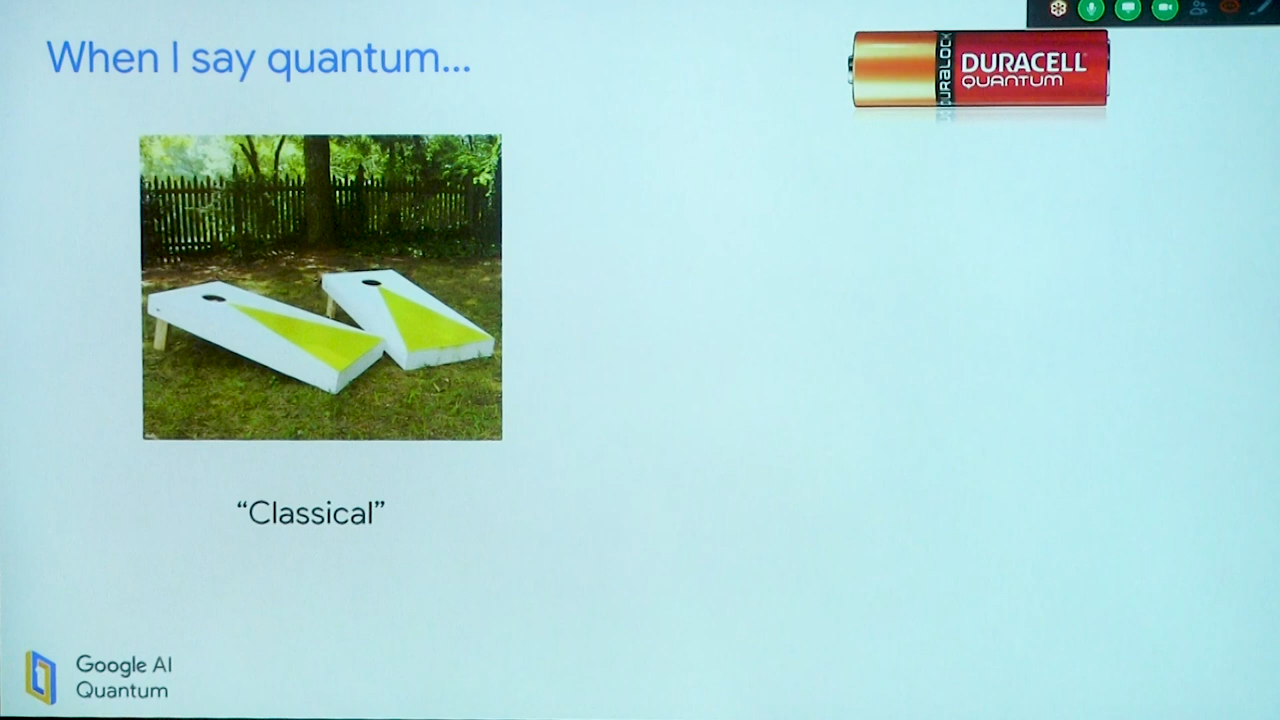 When I say quantum...
DURALOCK
DURACELL
QUANTUM
“Classical”
Google AI
Quantum